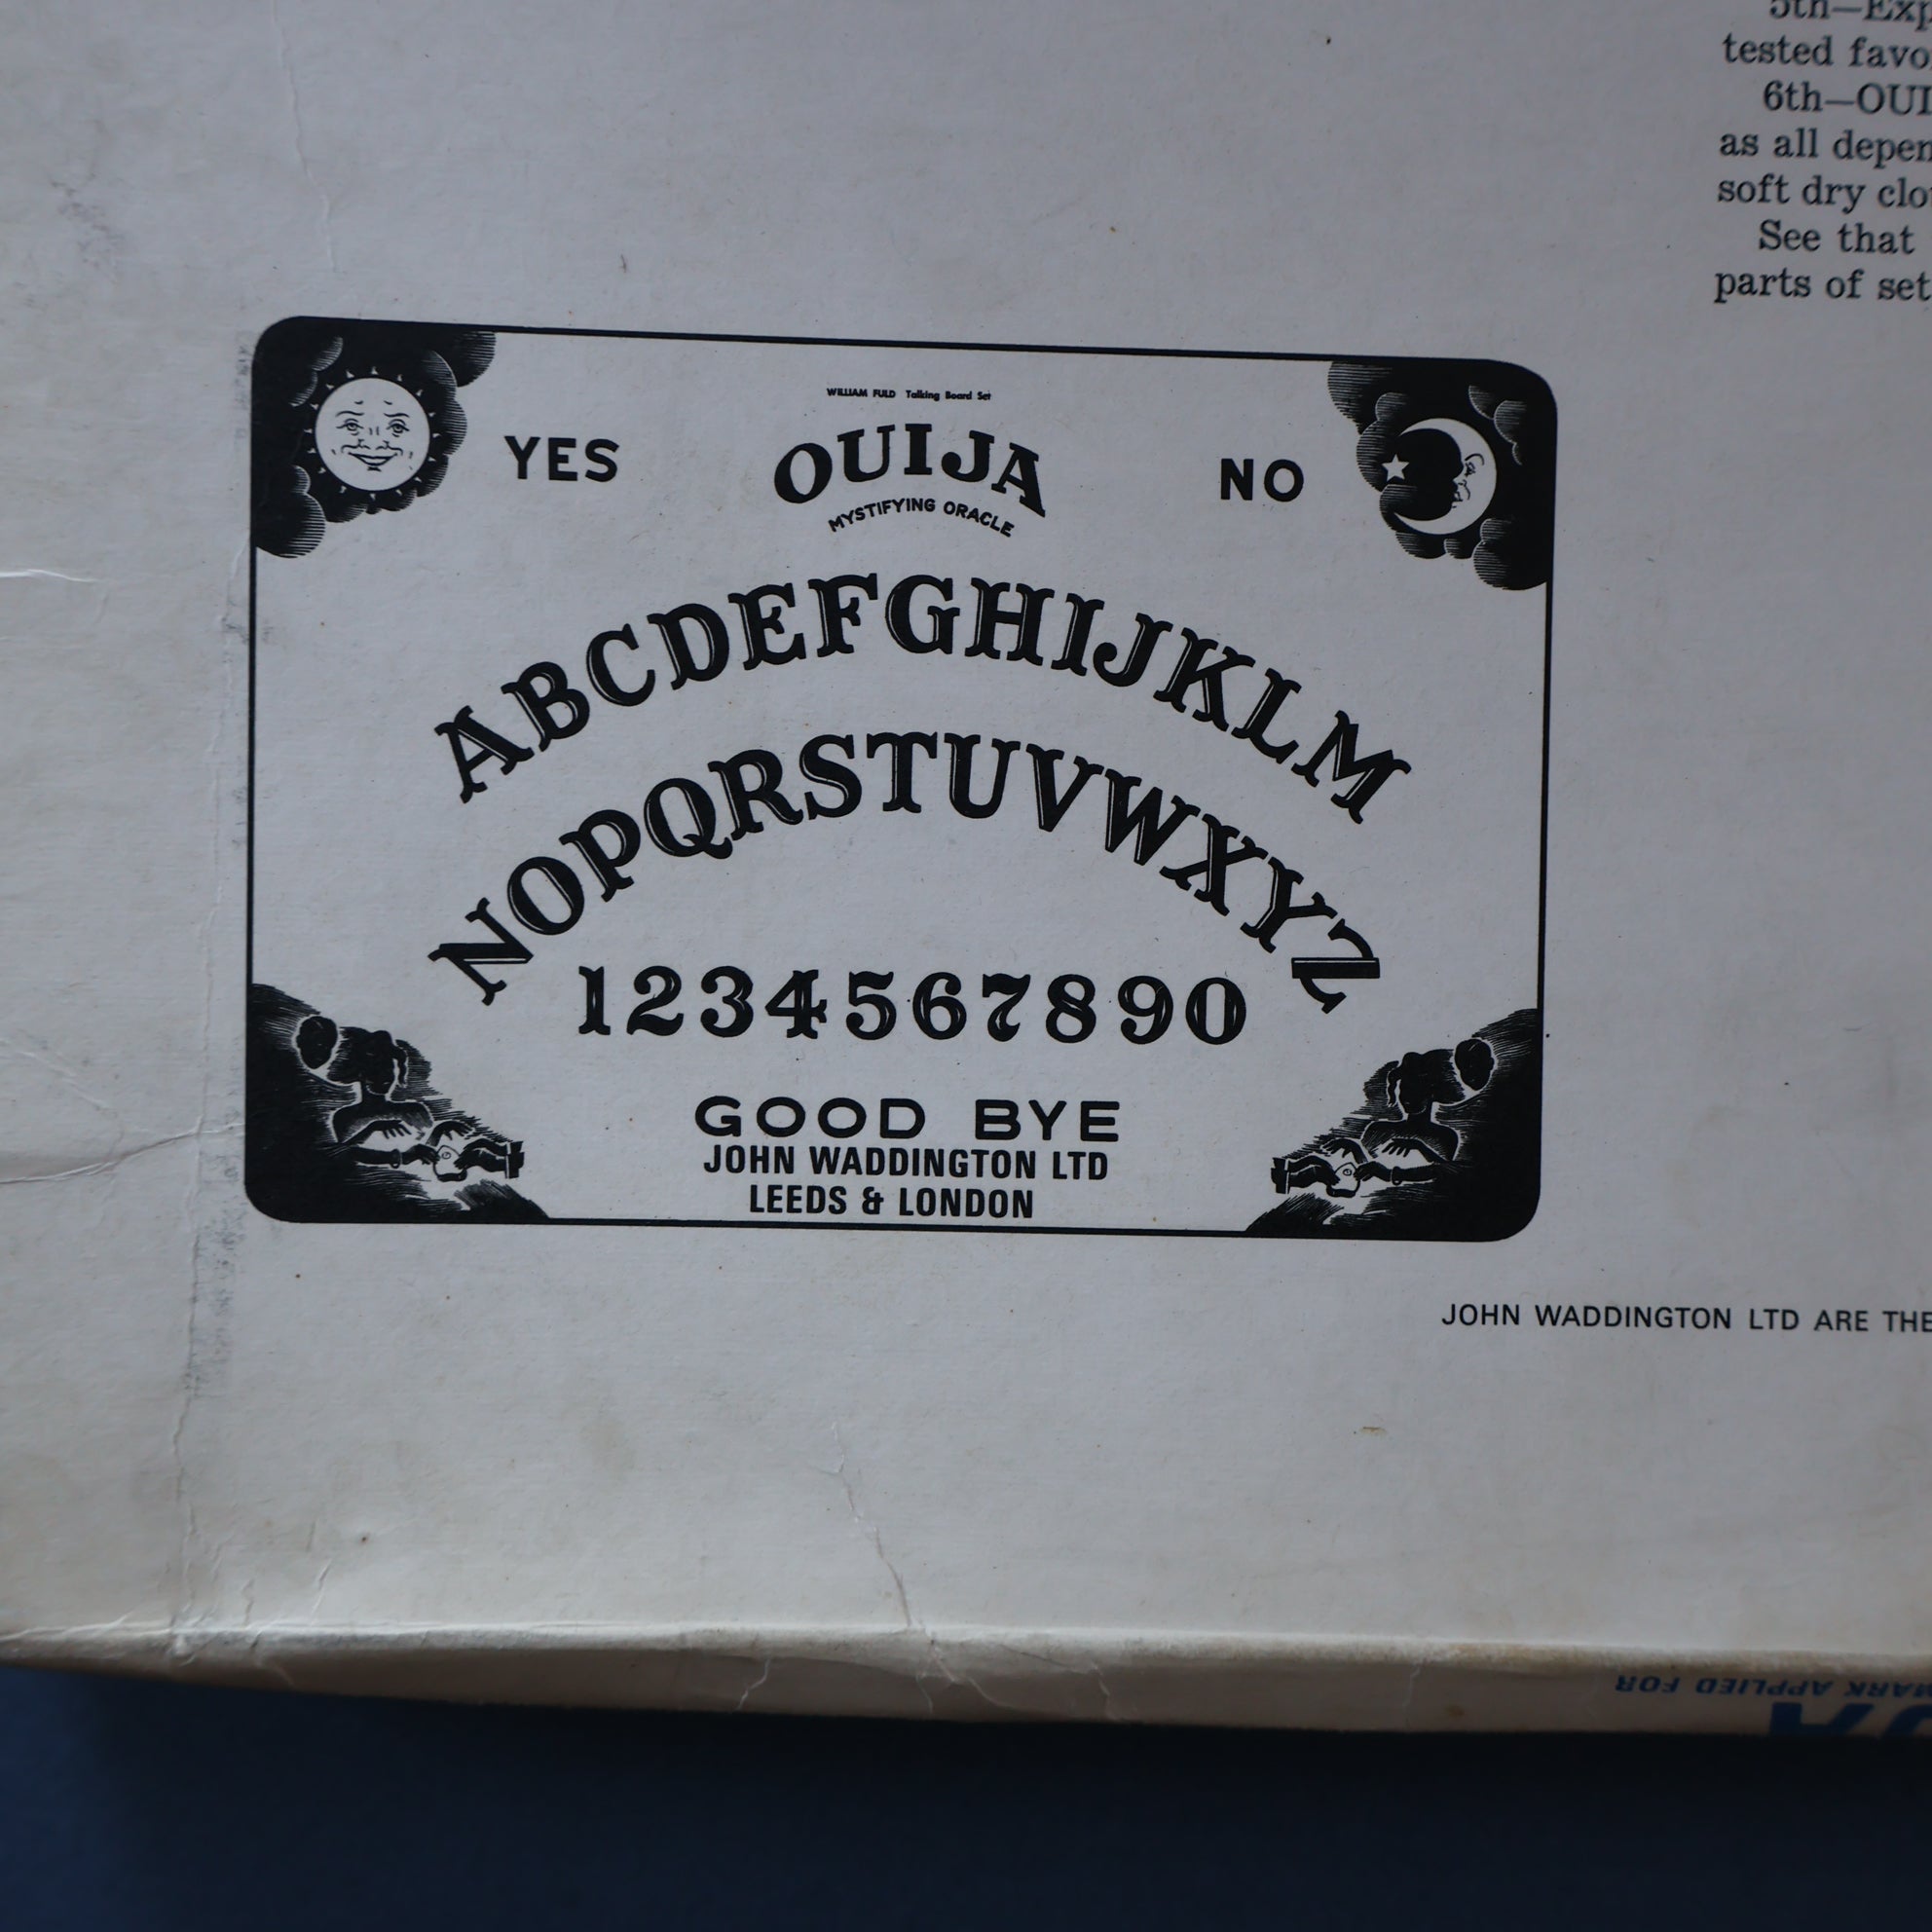 5th—Exp
tested favo
6th—OUI
as all depen
soft dry clo
See that
parts of set
WILLIAM FULD Talking Board Set
YES OUIJA NO
MYSTIFYING ORACLE
ABCDEFGHIJKLM
NOPQRSTUVWXYZ
1234567890
GOOD BYE
JOHN WADDINGTON LTD
LEEDS & LONDON
JOHN WADDINGTON LTD ARE THE
MARK APPLIED FOR
JA